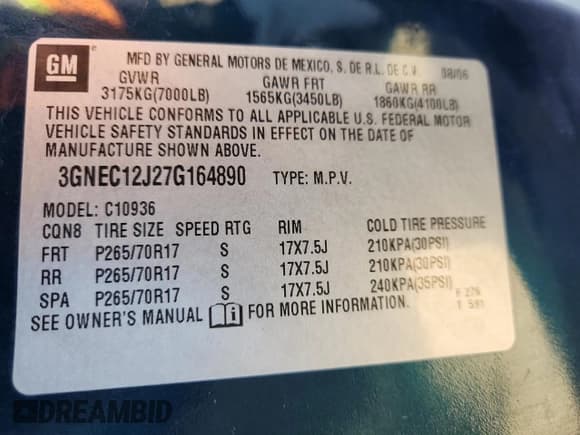 GM
MFD BY GENERAL MOTORS DE MEXICO, S. DE R.L. DE C.V. 08/06
GVWR GAWR FRT GAWR RR
3175KG(7000LB) 1565KG(3450LB) 1860KG(4100LB)
THIS VEHICLE CONFORMS TO ALL APPLICABLE U.S. FEDERAL MOTOR
VEHICLE SAFETY STANDARDS IN EFFECT ON THE DATE OF
MANUFACTURE SHOWN ABOVE.
3GNEC12J27G164890 TYPE: M.P.V.
MODEL: C10936
CQN8 TIRE SIZE SPEED RTG RIM COLD TIRE PRESSURE
FRT P265/70R17 S 17X7.5J 210KPA(30PSI)
RR P265/70R17 S 17X7.5J 210KPA(30PSI)
SPA P265/70R17 S 17X7.5J 240KPA(35PSI)
SEE OWNER'S MANUAL FOR MORE INFORMATION.
DREAMBID